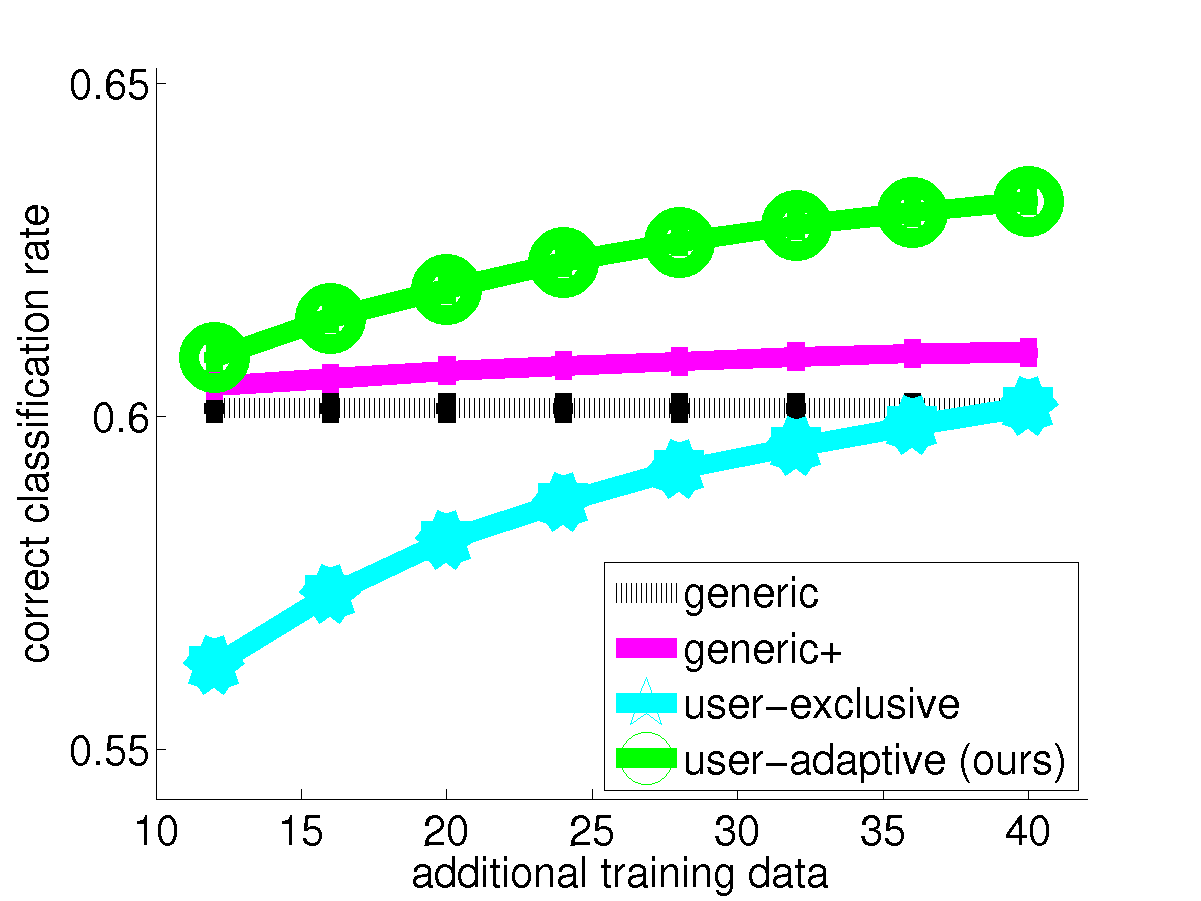 0.65
0.6
0.55
correct classification rate
generic
generic+
user-exclusive
user-adaptive (ours)
10 15 20 25 30 35 40
additional training data